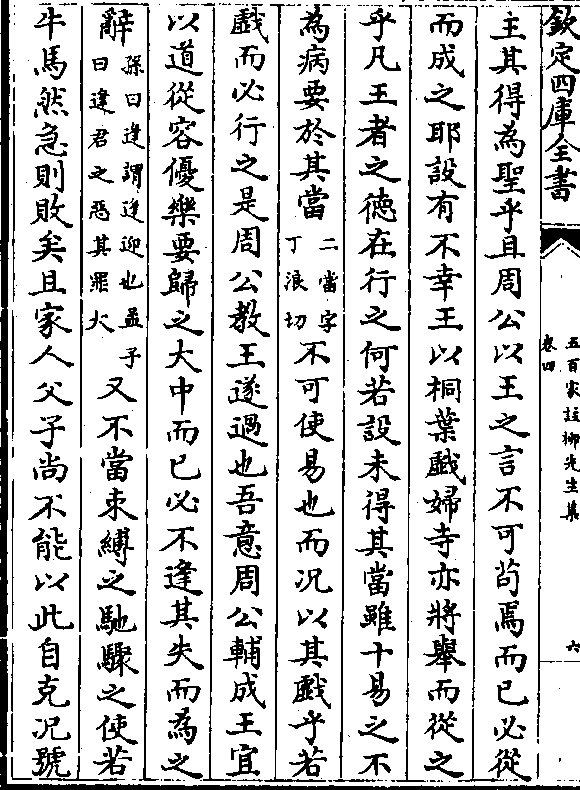 欽定四庫全書
五百家註柳先生集
卷四
六
主其得為聖乎且周公以王之言不可苟焉而已必從
而成之耶設有不幸王以桐葉戲婦寺亦將舉而從之
乎凡王者之德在行之何若設未得其當雖十易之不
為病要於其當二當字丁浪切不可使易也而况以其戲乎若
戲而必行之是周公教王遂過也吾意周公輔成王宜
以道從容優樂要歸之大中而已必不逢其失而為之
辭孫曰逢謂逢迎也孟子曰逢君之惡其罪大又不當束縛之馳驟之使若
牛馬然急則敗矣且家人父子尚不能以此自克况號